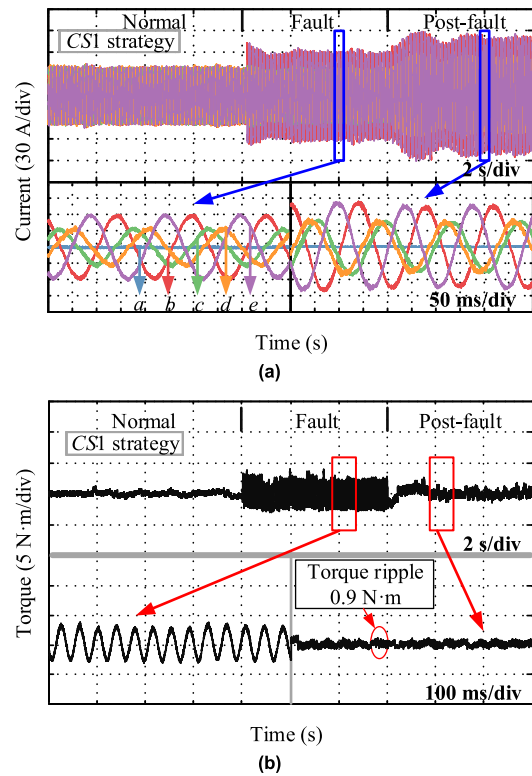 Normal Fault Post-fault
CS1 strategy
Current (30 A/div)
2 s/div
a b c d e
50 ms/div
Time (s)
(a)
Normal Fault Post-fault
CS1 strategy
Torque (5 N·m/div)
2 s/div
Torque ripple
0.9 N·m
100 ms/div
Time (s)
(b)